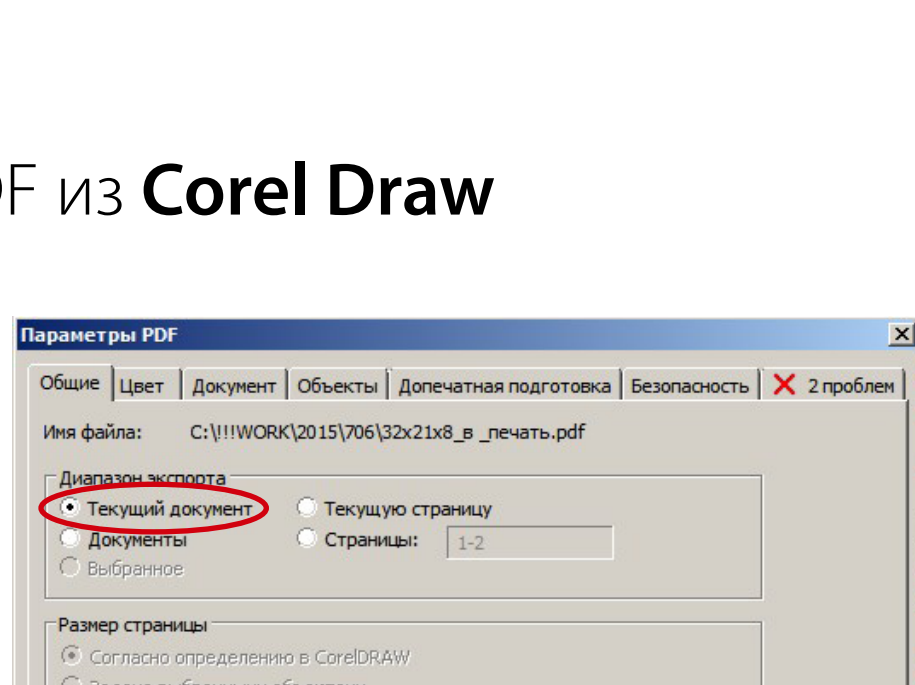 DF из Corel Draw
Параметры PDF
Общие Цвет Документ Объекты Допечатная подготовка Безопасность 2 проблем
Имя файла: C:\!!!WORK\2015\706\32x21x8_в _печать.pdf
Диапазон экспорта
Текущий документ Текущую страницу
Документы Страницы: 1-2
Выбранное
Размер страницы
Согласно определению в CorelDRAW